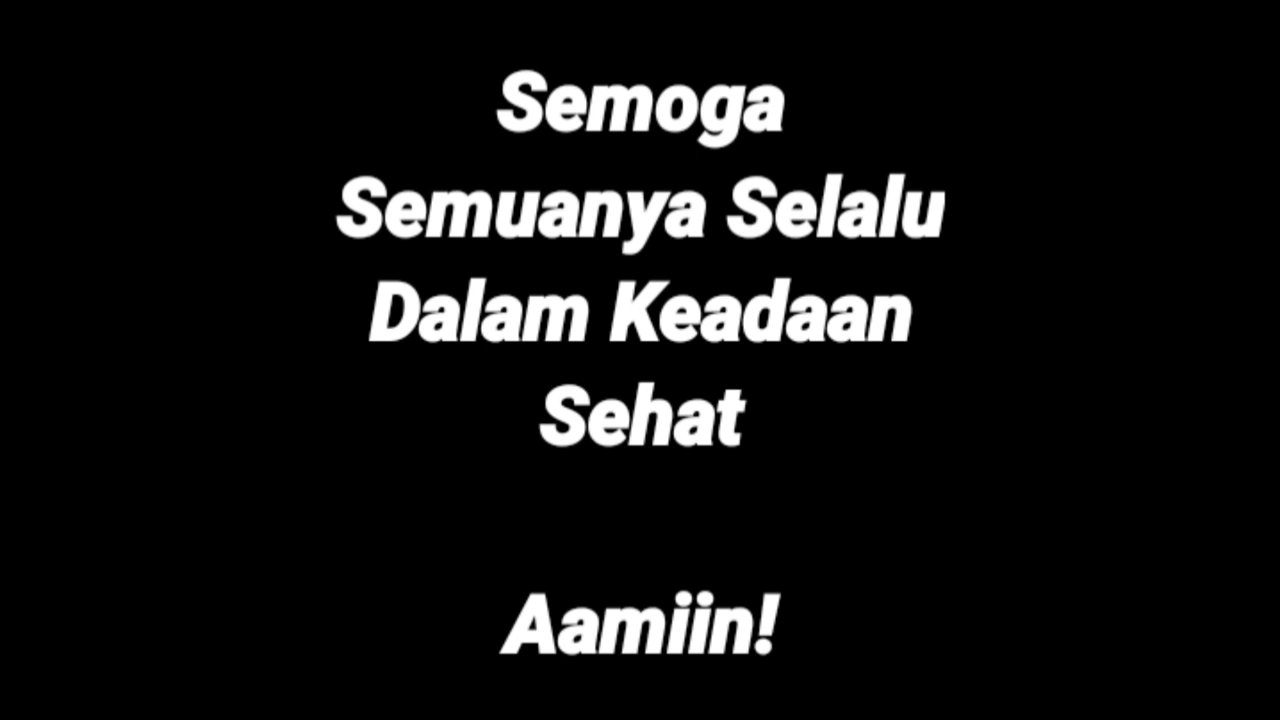 Semoga
Semuanya Selalu
Dalam Keadaan
Sehat
Aamiin!